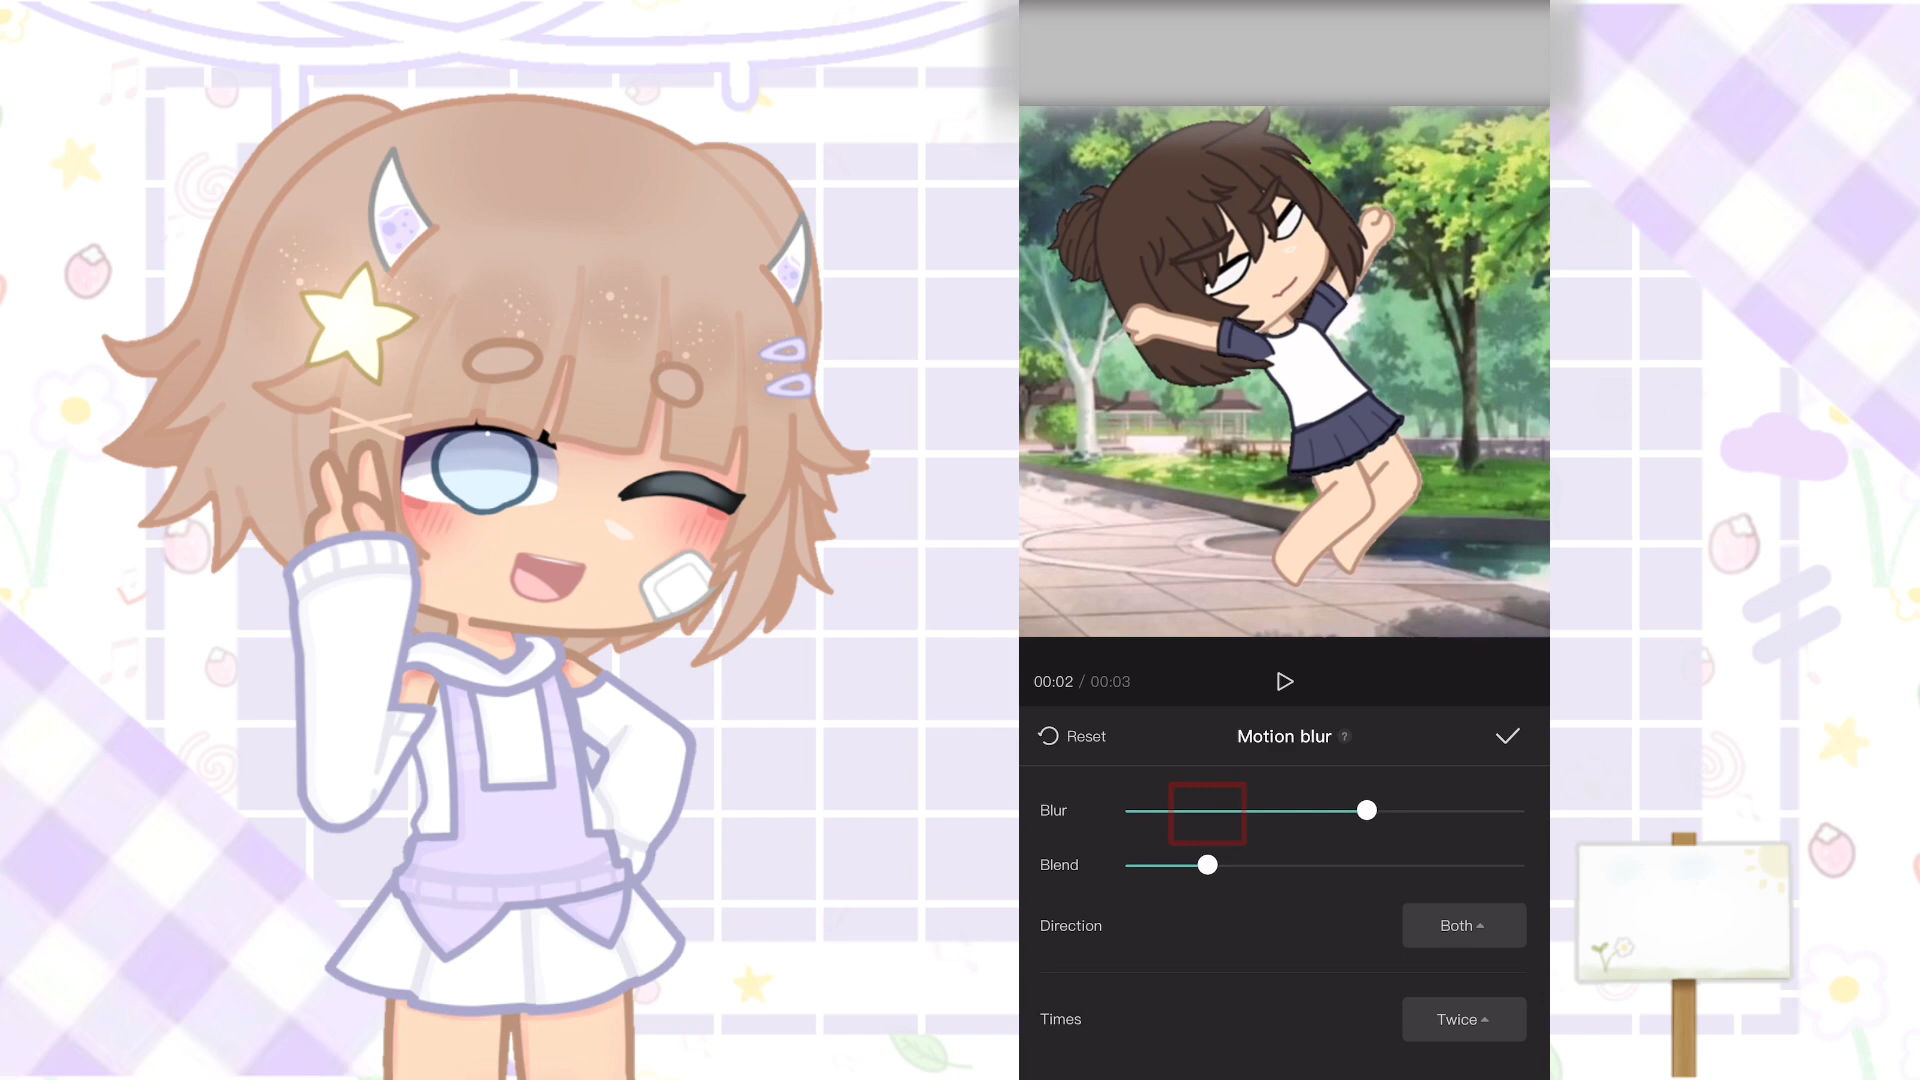 00:02 / 00:03
Reset Motion blur ?
Blur
Blend
Direction Both
Times Twice